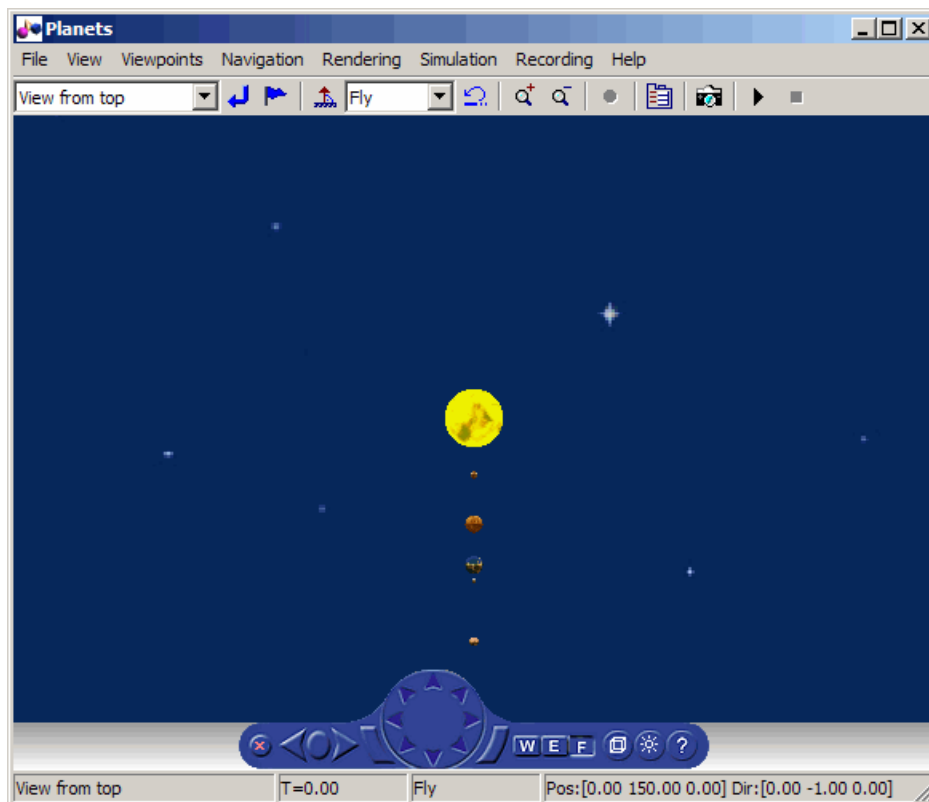 Planets
File View Viewpoints Navigation Rendering Simulation Recording Help
View from top Fly
W E F ?
View from top T=0.00 Fly Pos:[0.00 150.00 0.00] Dir:[0.00 -1.00 0.00]